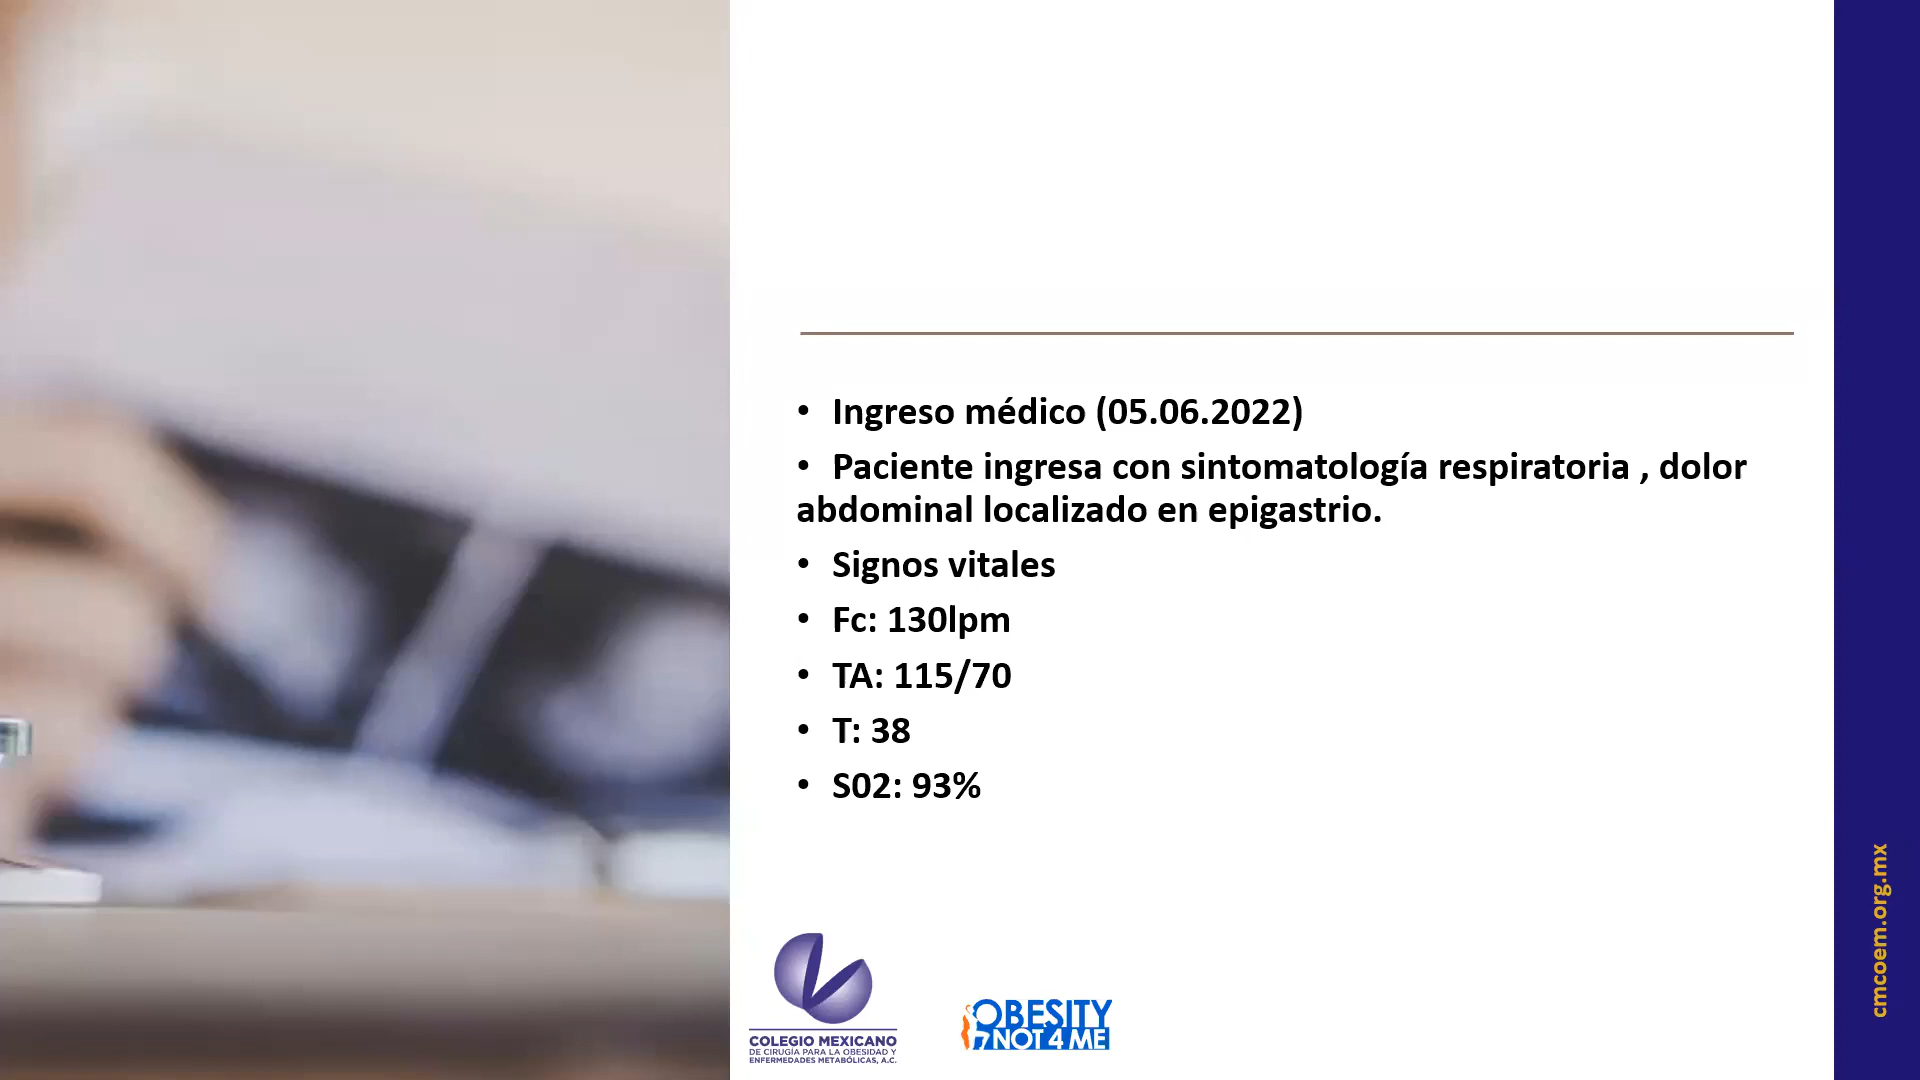 • Ingreso médico (05.06.2022)
• Paciente ingresa con sintomatología respiratoria , dolor
abdominal localizado en epigastrio.
• Signos vitales
• Fc: 130lpm
• TA: 115/70
• T: 38
• S02: 93%
COLEGIO MEXICANO
DE CIRUGÍA PARA LA OBESIDAD Y
ENFERMEDADES METABÓLICAS, A.C.
OBESITY
NOT 4 ME
cmcoem.org.mx